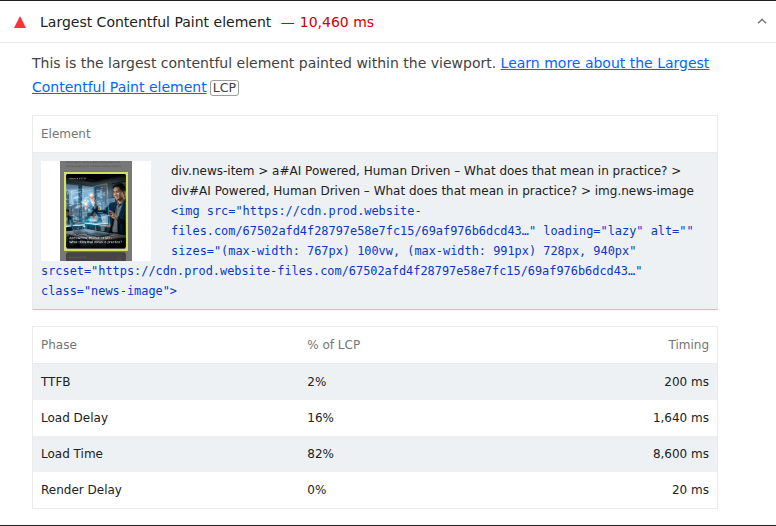 Largest Contentful Paint element — 10,460 ms
This is the largest contentful element painted within the viewport. Learn more about the Largest
Contentful Paint element LCP
Element
div.news-item > a#AI Powered, Human Driven – What does that mean in practice? >
div#AI Powered, Human Driven – What does that mean in practice? > img.news-image
<img src="https://cdn.prod.website-
files.com/67502afd4f28797e58e7fc15/69af976b6dcd43…" loading="lazy" alt=""
sizes="(max-width: 767px) 100vw, (max-width: 991px) 728px, 940px"
srcset="https://cdn.prod.website-files.com/67502afd4f28797e58e7fc15/69af976b6dcd43…"
class="news-image">
Phase % of LCP Timing
TTFB 2% 200 ms
Load Delay 16% 1,640 ms
Load Time 82% 8,600 ms
Render Delay 0% 20 ms